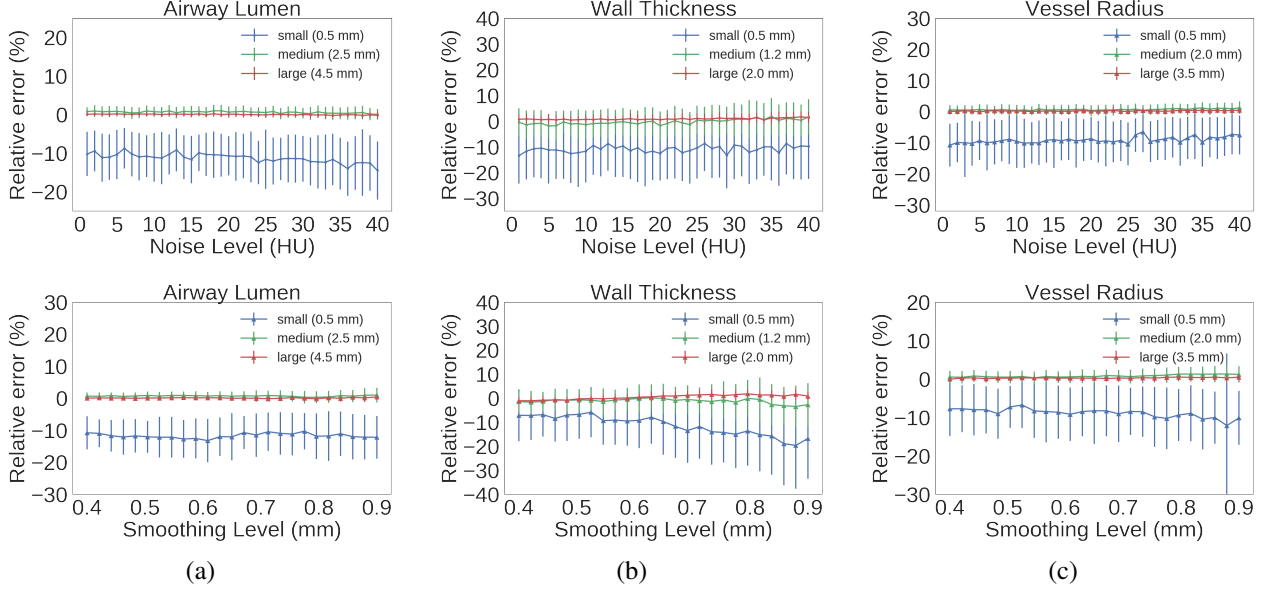 Airway Lumen
Relative error (%)
20
10
0
−10
−20
small (0.5 mm)
medium (2.5 mm)
large (4.5 mm)
0 5 10 15 20 25 30 35 40
Noise Level (HU)
Wall Thickness
Relative error (%)
40
30
20
10
0
−10
−20
−30
small (0.5 mm)
medium (1.2 mm)
large (2.0 mm)
0 5 10 15 20 25 30 35 40
Noise Level (HU)
Vessel Radius
Relative error (%)
30
20
10
0
−10
−20
−30
small (0.5 mm)
medium (2.0 mm)
large (3.5 mm)
0 5 10 15 20 25 30 35 40
Noise Level (HU)
Airway Lumen
Relative error (%)
30
20
10
0
−10
−20
−30
small (0.5 mm)
medium (2.5 mm)
large (4.5 mm)
0.4 0.5 0.6 0.7 0.8 0.9
Smoothing Level (mm)
Wall Thickness
Relative error (%)
40
30
20
10
0
−10
−20
−30
−40
small (0.5 mm)
medium (1.2 mm)
large (2.0 mm)
0.4 0.5 0.6 0.7 0.8 0.9
Smoothing Level (mm)
Vessel Radius
Relative error (%)
20
10
0
−10
−20
−30
small (0.5 mm)
medium (2.0 mm)
large (3.5 mm)
0.4 0.5 0.6 0.7 0.8 0.9
Smoothing Level (mm)
(a)
(b)
(c)